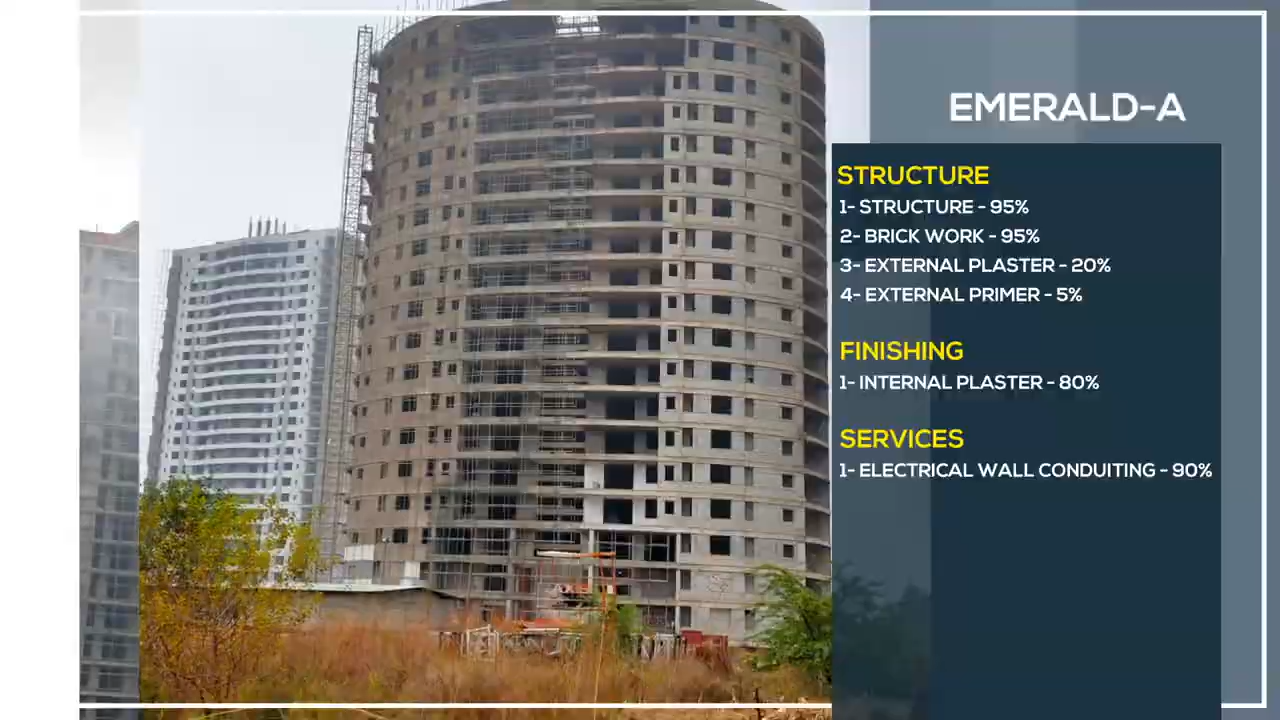 EMERALD-A
STRUCTURE
1- STRUCTURE - 95%
2- BRICK WORK - 95%
3- EXTERNAL PLASTER - 20%
4- EXTERNAL PRIMER - 5%
FINISHING
1- INTERNAL PLASTER - 80%
SERVICES
1- ELECTRICAL WALL CONDUITING - 90%